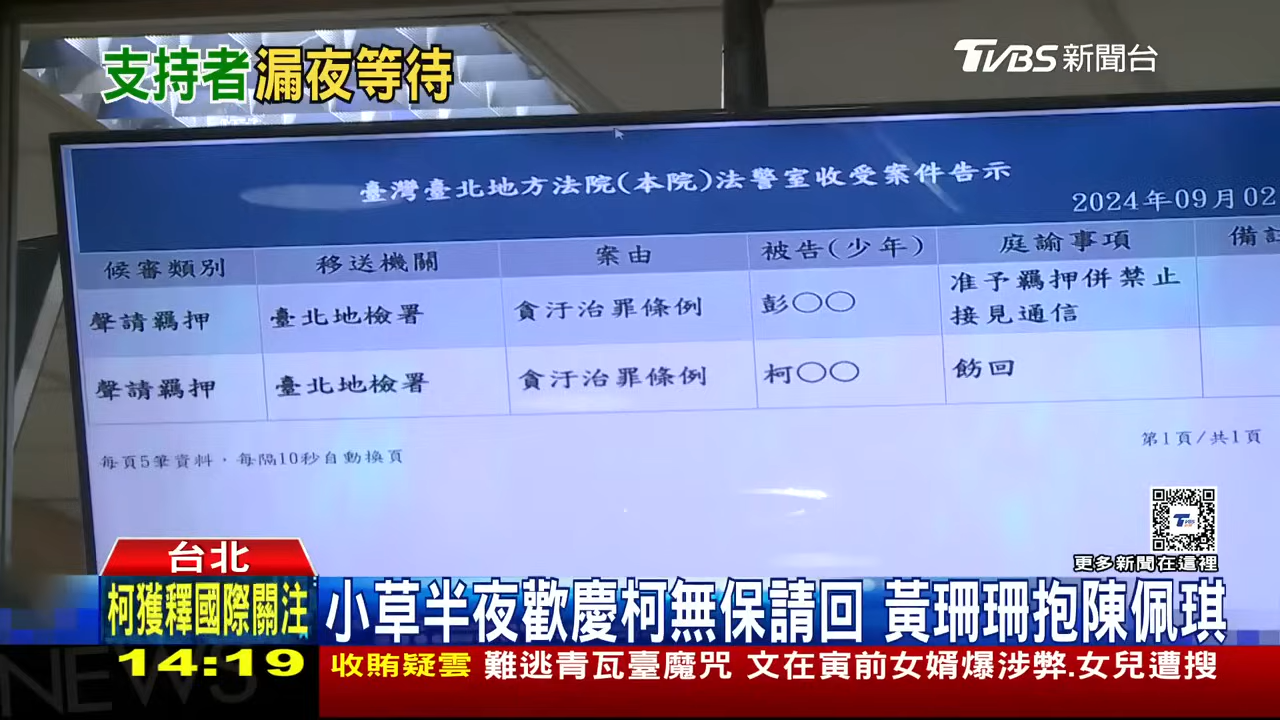 支持者漏夜等待
TVBS新聞台
臺灣臺北地方法院(本院)法警室收受案件告示
2024年09月02
候審類別 移送機關 案由 被告(少年) 庭諭事項 備註
聲請羈押 臺北地檢署 貪汙治罪條例 彭○○ 准予羈押併禁止
接見通信
聲請羈押 臺北地檢署 貪汙治罪條例 柯○○ 飭回
第1頁/共1頁
每頁5筆資料，每隔10秒自動換頁
TVBS
更多新聞在這裡
台北
柯獲釋國際關注
小草半夜歡慶柯無保請回 黃珊珊抱陳佩琪
14:19
收賄疑雲 難逃青瓦臺魔咒 文在寅前女婿爆涉弊.女兒遭搜
NEWS